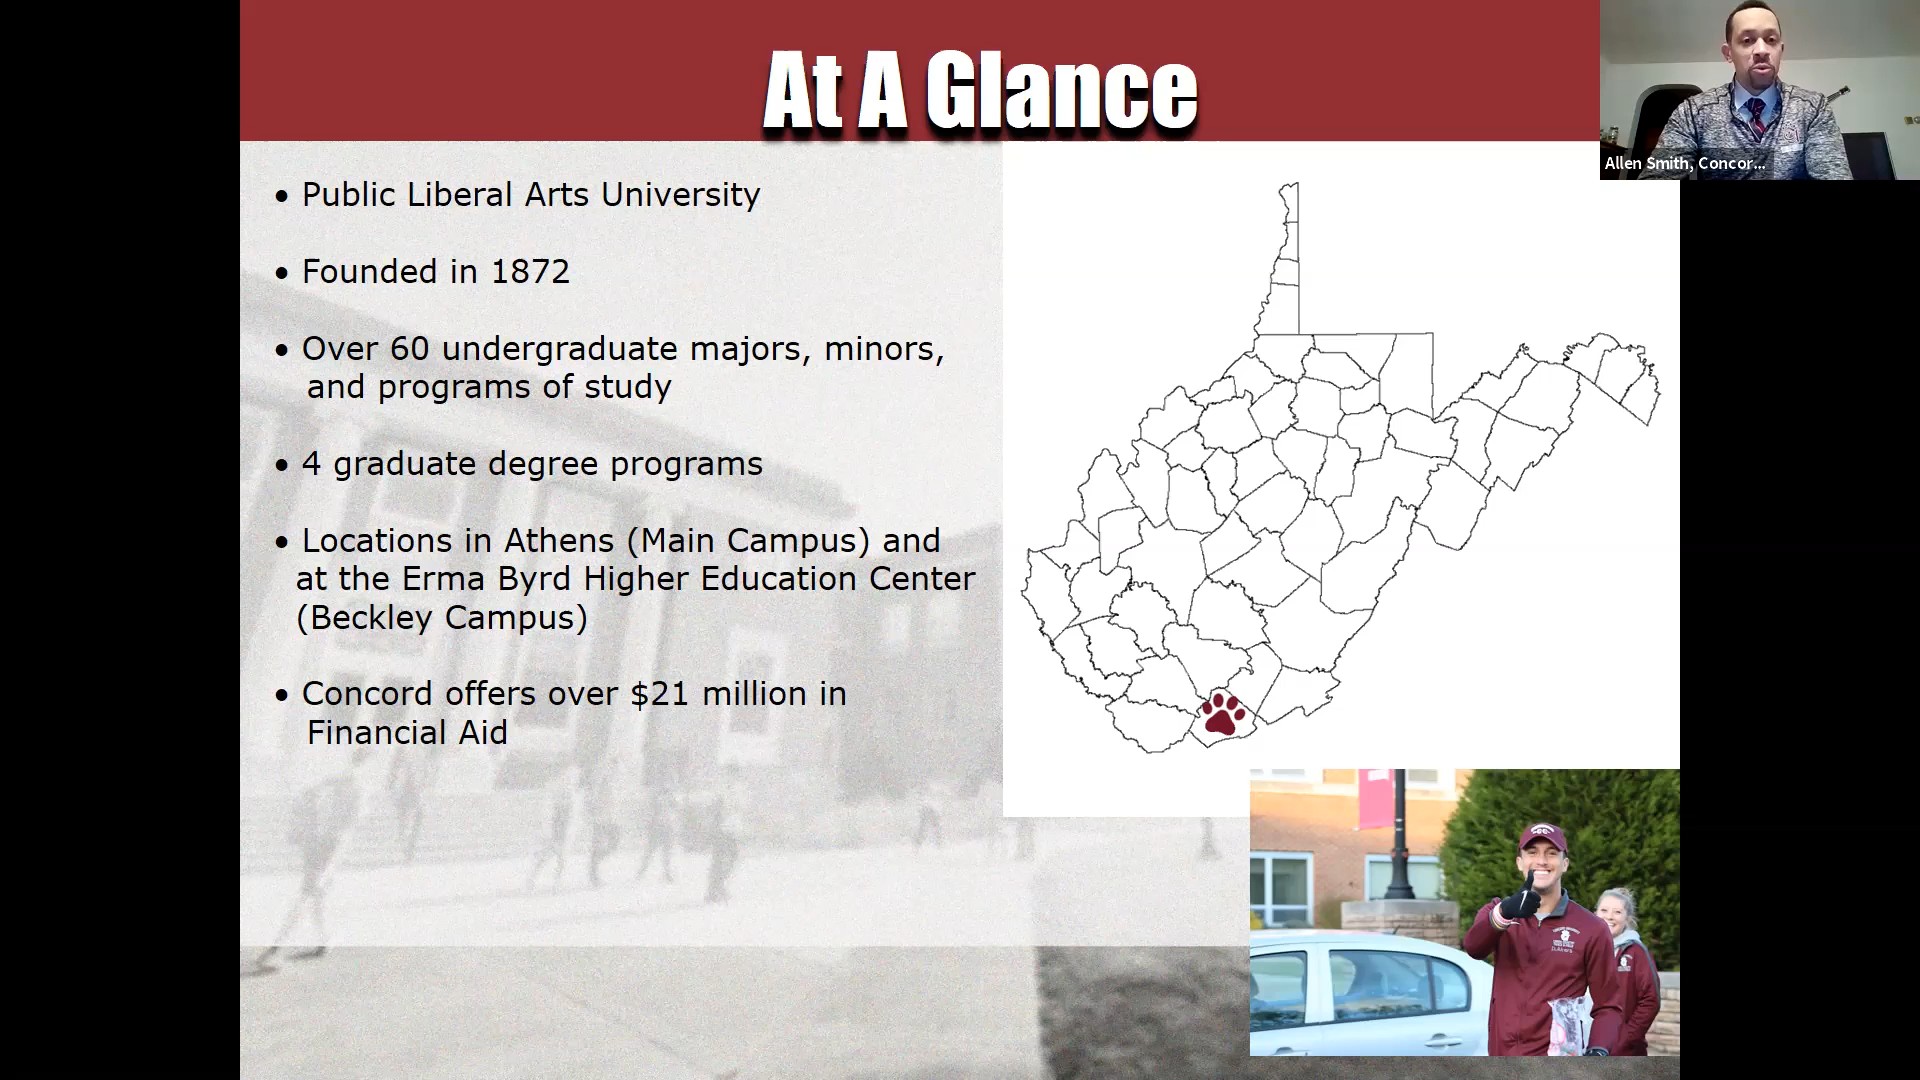 At A Glance
Allen Smith, Concor...
• Public Liberal Arts University
• Founded in 1872
• Over 60 undergraduate majors, minors,
and programs of study
• 4 graduate degree programs
• Locations in Athens (Main Campus) and
at the Erma Byrd Higher Education Center
(Beckley Campus)
• Concord offers over $21 million in
Financial Aid